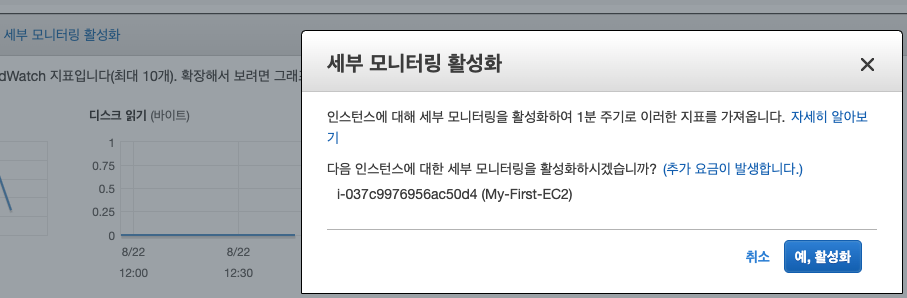 세부 모니터링 활성화
dWatch 지표입니다(최대 10개). 확장해서 보려면 그래프
디스크 읽기 (바이트)
1
0.75
0.5
0.25
0
8/22
12:00
8/22
12:30
세부 모니터링 활성화
인스턴스에 대해 세부 모니터링을 활성화하여 1분 주기로 이러한 지표를 가져옵니다. 자세히 알아보
기
다음 인스턴스에 대한 세부 모니터링을 활성화하시겠습니까? (추가 요금이 발생합니다.)
i-037c9976956ac50d4 (My-First-EC2)
취소
예, 활성화